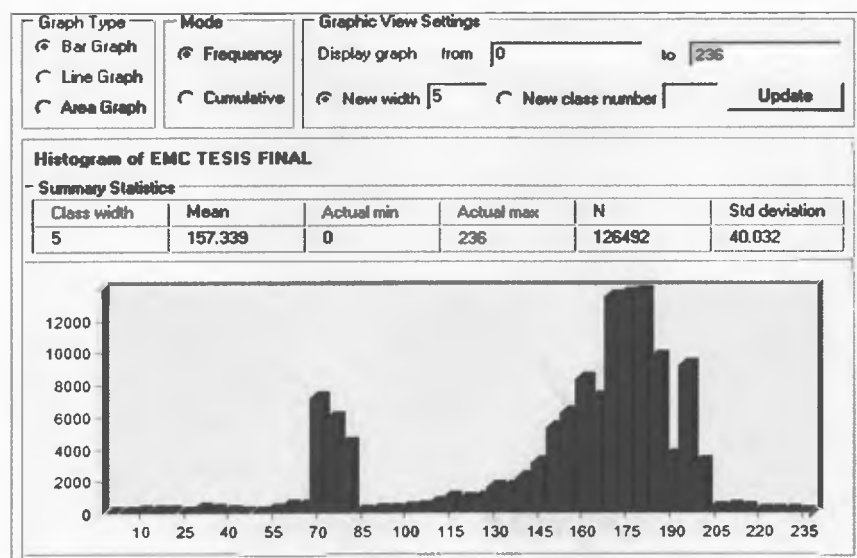 Graph Type
Bar Graph
Line Graph
Area Graph
Mode
Frequency
Cumulative
Graphic View Settings
Display graph from 0 to 236
New width 5 New class number Update
Histogram of EMC TESIS FINAL
Summary Statistics
Class width Mean Actual min Actual max N Std deviation
5 157.339 0 236 126492 40.032
12000
10000
8000
6000
4000
2000
0
10 25 40 55 70 85 100 115 130 145 160 175 190 205 220 235